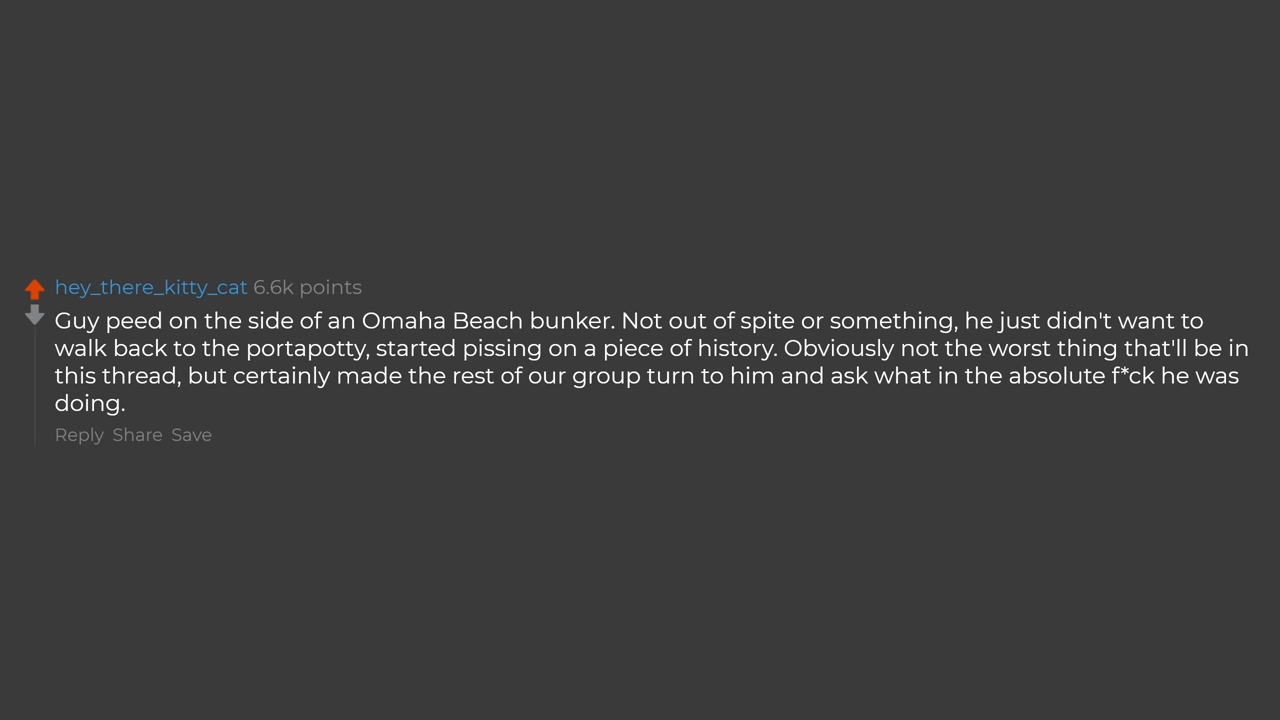 hey_there_kitty_cat 6.6k points
Guy peed on the side of an Omaha Beach bunker. Not out of spite or something, he just didn't want to
walk back to the portapotty, started pissing on a piece of history. Obviously not the worst thing that'll be in
this thread, but certainly made the rest of our group turn to him and ask what in the absolute f*ck he was
doing.
Reply Share Save